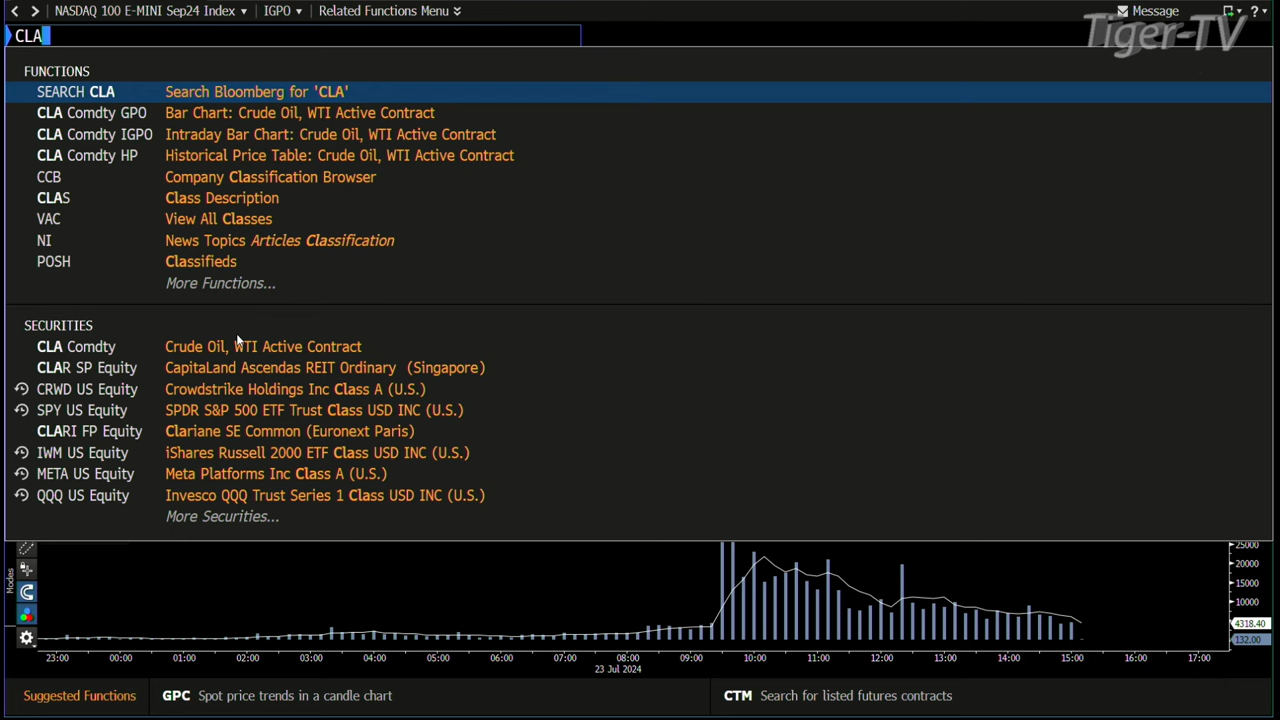 NASDAQ 100 E-MINI Sep24 Index IGPO Related Functions Menu Message ?
Tiger-TV
CLA
FUNCTIONS
SEARCH CLA Search Bloomberg for 'CLA'
CLA Comdty GPO Bar Chart: Crude Oil, WTI Active Contract
CLA Comdty IGPO Intraday Bar Chart: Crude Oil, WTI Active Contract
CLA Comdty HP Historical Price Table: Crude Oil, WTI Active Contract
CCB Company Classification Browser
CLAS Class Description
VAC View All Classes
NI News Topics Articles Classification
POSH Classifieds
More Functions...
SECURITIES
CLA Comdty Crude Oil, WTI Active Contract
CLAR SP Equity CapitaLand Ascendas REIT Ordinary (Singapore)
CRWD US Equity Crowdstrike Holdings Inc Class A (U.S.)
SPY US Equity SPDR S&P 500 ETF Trust Class USD INC (U.S.)
CLARI FP Equity Clariane SE Common (Euronext Paris)
IWM US Equity iShares Russell 2000 ETF Class USD INC (U.S.)
META US Equity Meta Platforms Inc Class A (U.S.)
QQQ US Equity Invesco QQQ Trust Series 1 Class USD INC (U.S.)
More Securities...
Modes
25000
20000
15000
10000
4318.40
132.00
23:00 00:00 01:00 02:00 03:00 04:00 05:00 06:00 07:00 08:00 09:00 10:00 11:00 12:00 13:00 14:00 15:00 16:00 17:00
23 Jul 2024
Suggested Functions GPC Spot price trends in a candle chart CTM Search for listed futures contracts